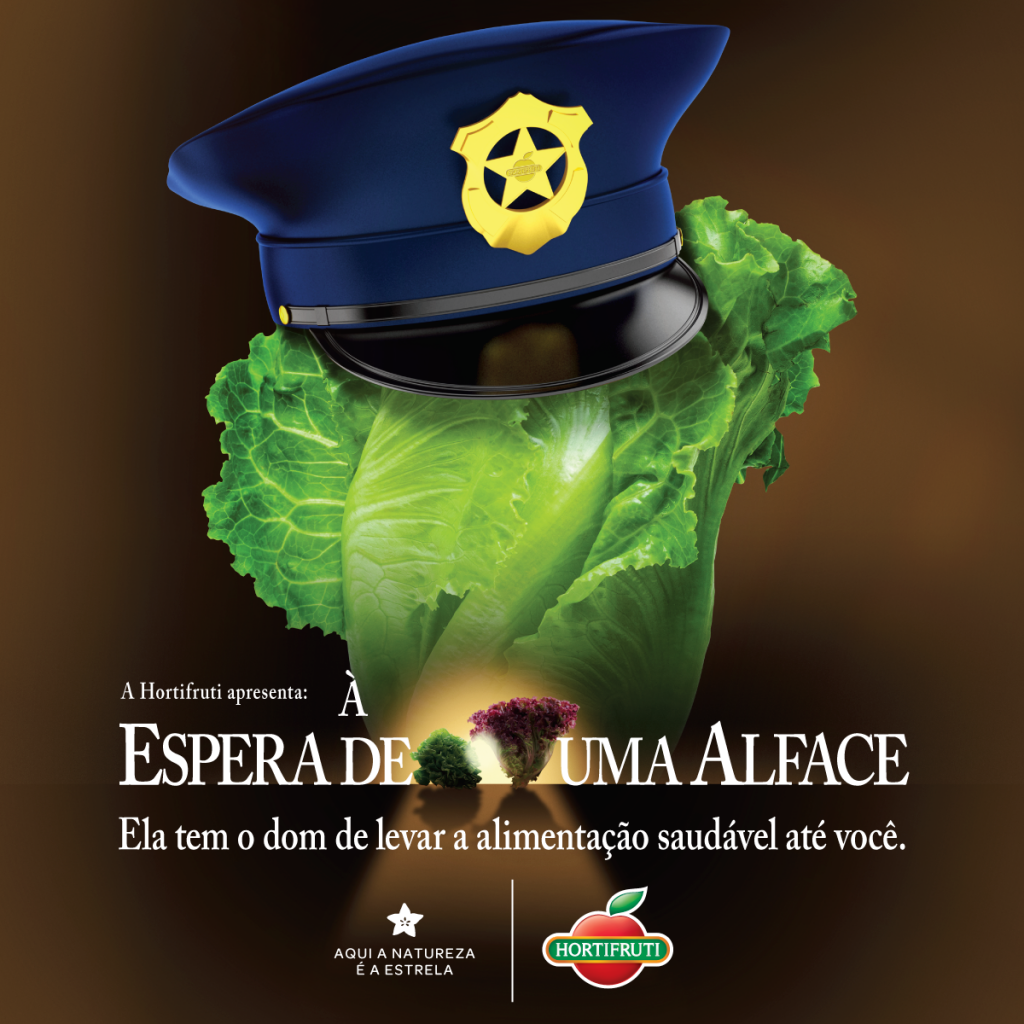 A Hortifruti apresenta:
À
ESPERA DE UMA ALFACE
Ela tem o dom de levar a alimentação saudável até você.
AQUI A NATUREZA
É A ESTRELA
HORTIFRUTI